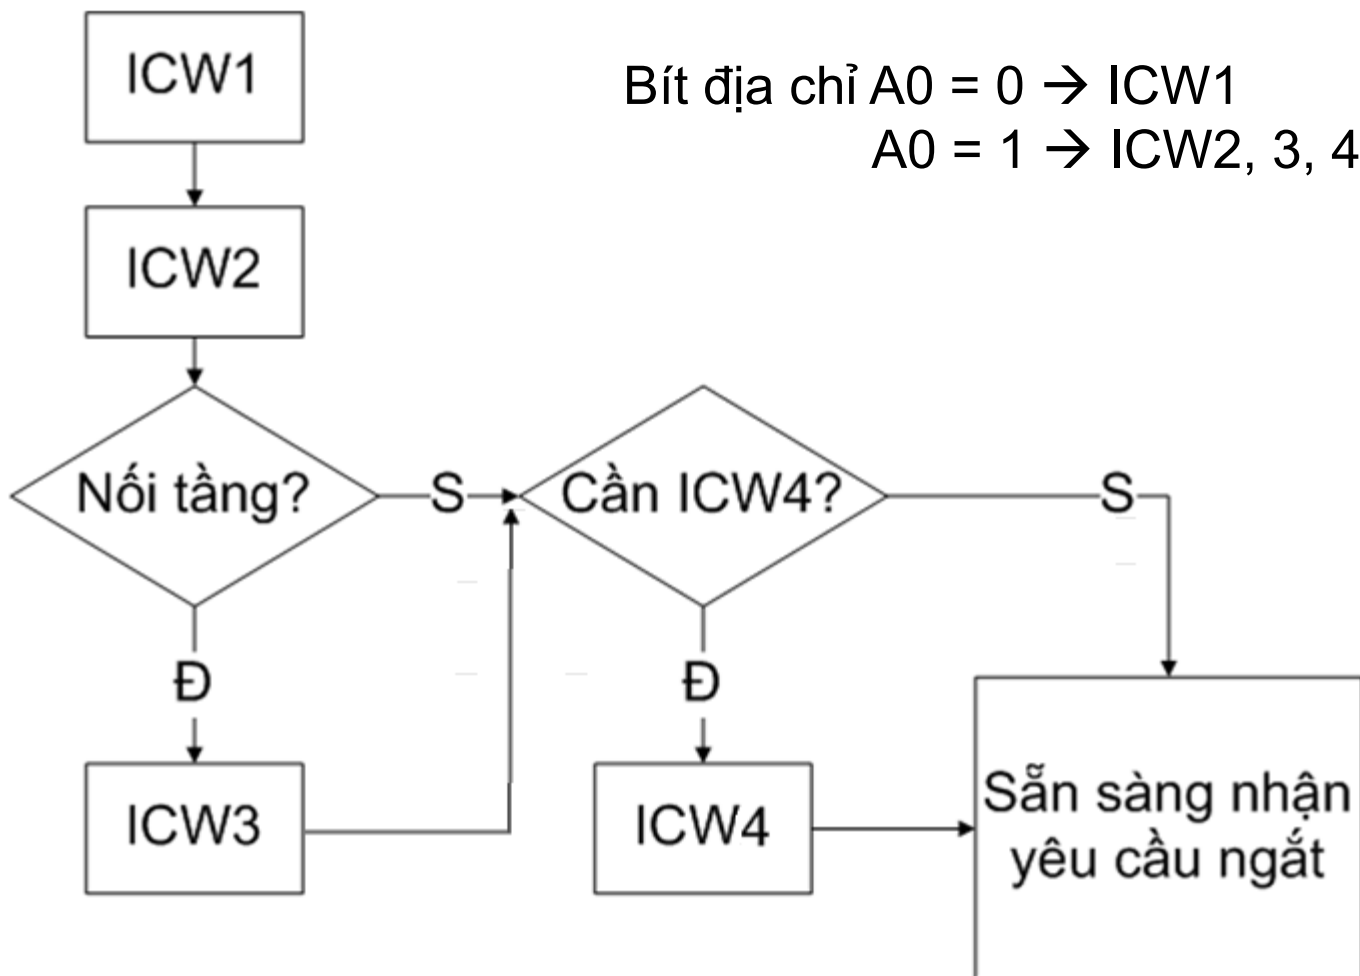 ICW1
Bít địa chỉ A0 = 0 → ICW1
A0 = 1 → ICW2, 3, 4
ICW2
Nối tầng?
S
Cần ICW4?
S
Đ
Đ
ICW3
ICW4
Sẵn sàng nhận
yêu cầu ngắt